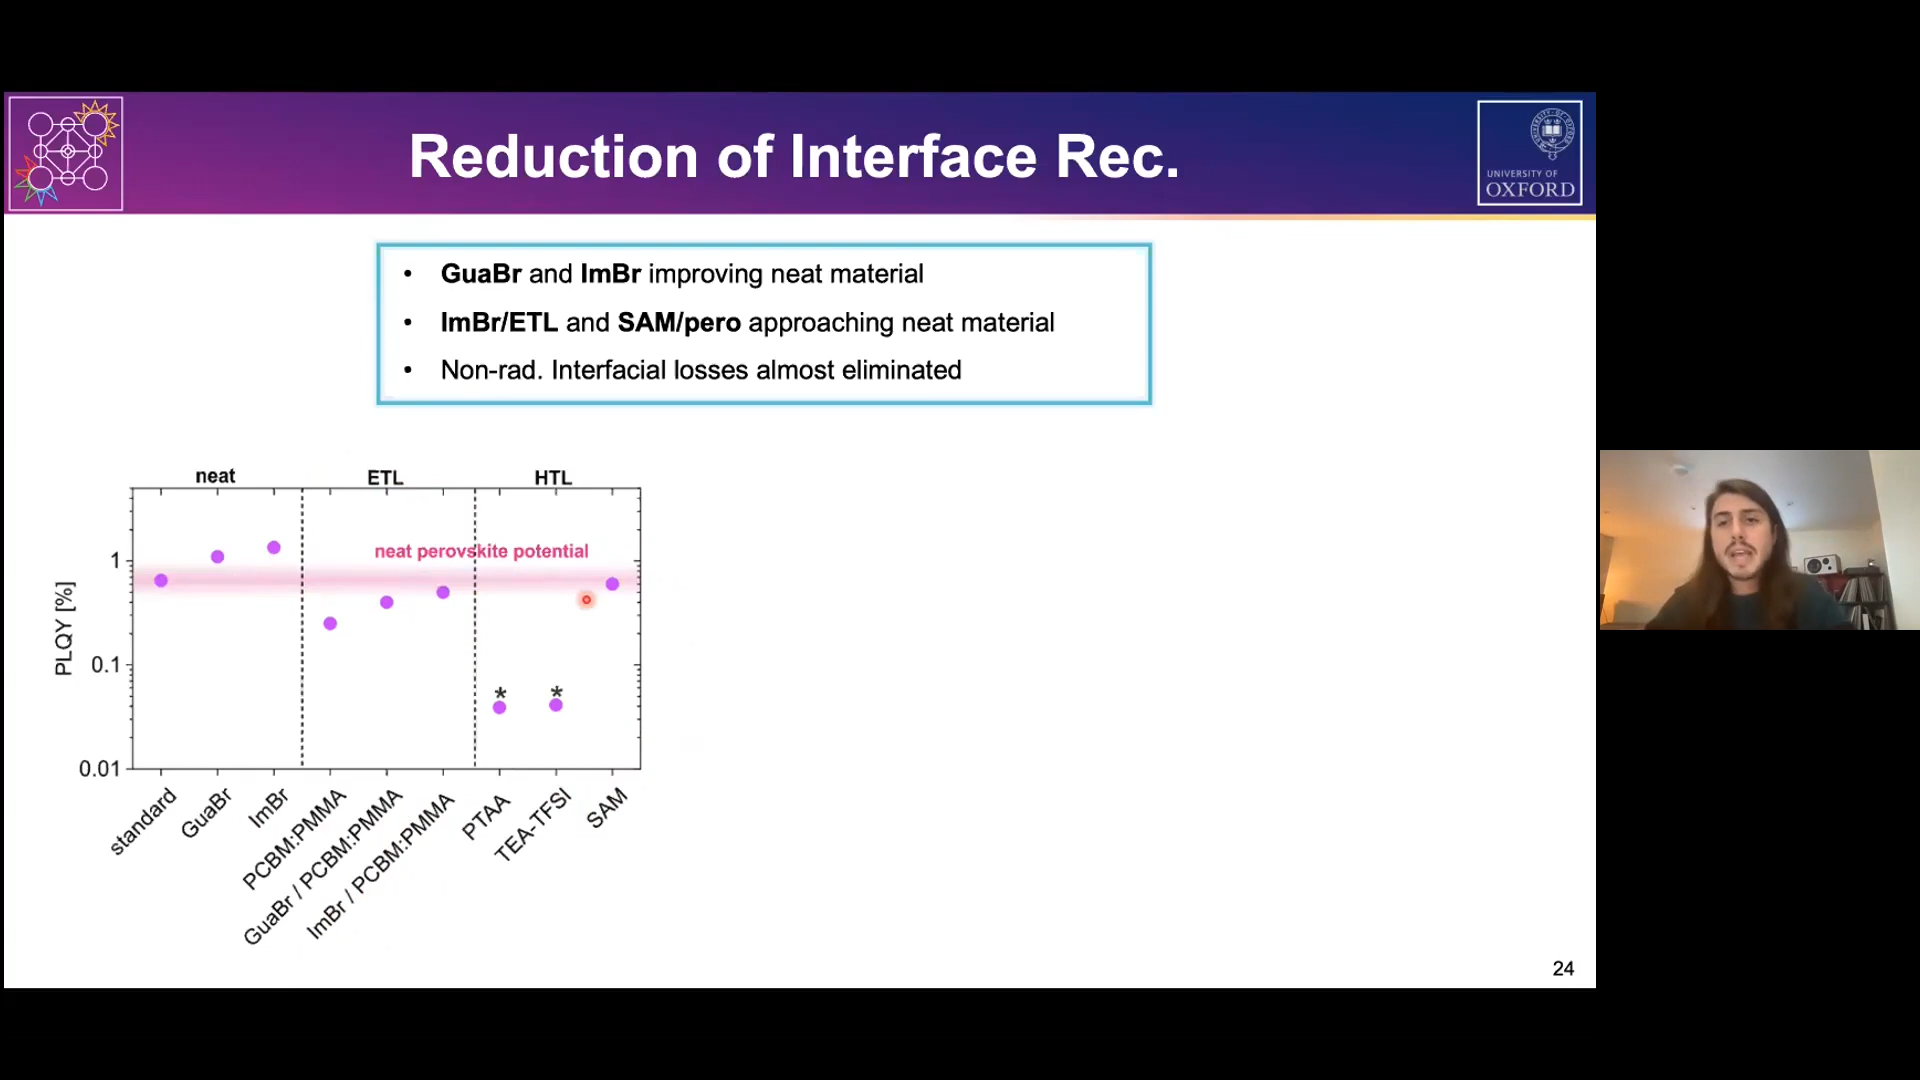 Reduction of Interface Rec.
UNIVERSITY OF
OXFORD
• GuaBr and ImBr improving neat material
• ImBr/ETL and SAM/pero approaching neat material
• Non-rad. Interfacial losses almost eliminated
neat ETL HTL
neat perovskite potential
PLQY [%]
1
0.1
* *
0.01
standard
GuaBr
ImBr
PCBM:PMMA
GuaBr / PCBM:PMMA
ImBr / PCBM:PMMA
PTAA
TEA-TFSI
SAM
24